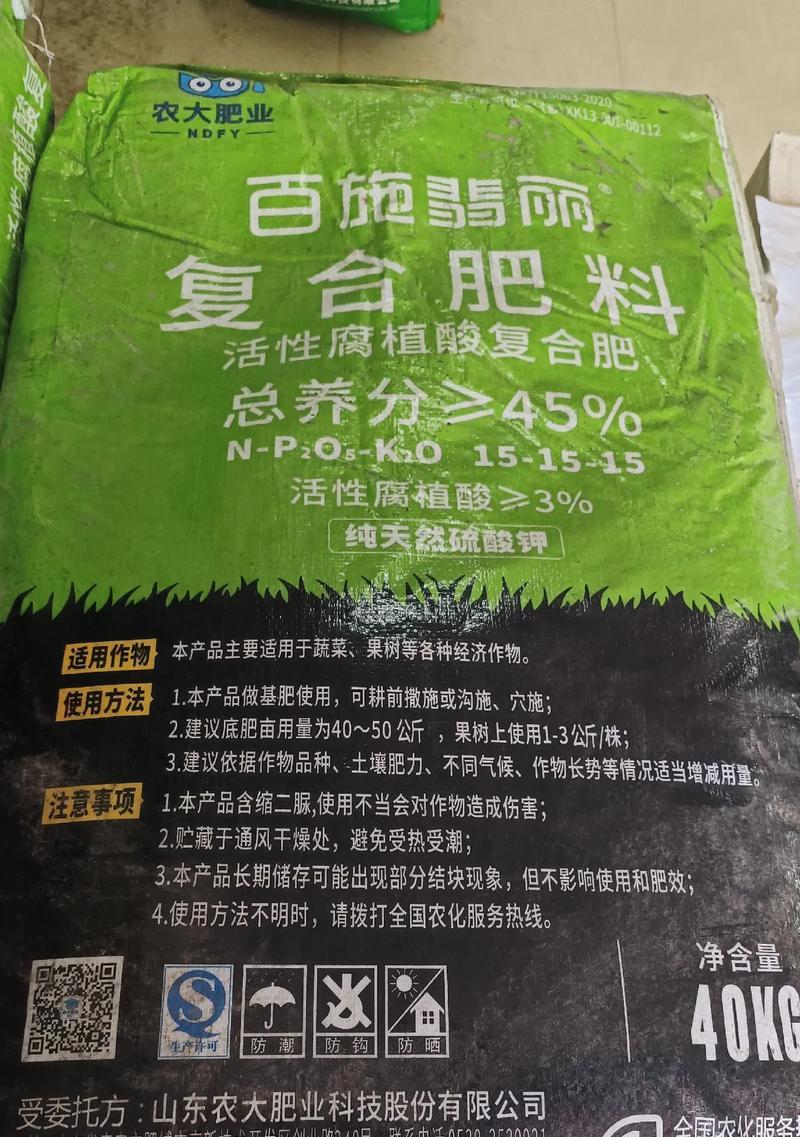 农大肥业
NDFY
XK13-001-00112
百施翡丽®
复合肥料
活性腐植酸复合肥
总养分≥45%
N-P₂O₅-K₂O 15-15-15
活性腐植酸≥3%
纯天然硫酸钾
适用作物 本产品主要适用于蔬菜、果树等各种经济作物。
使用方法 1.本产品做基肥使用，可耕前撒施或沟施、穴施；
2.建议底肥亩用量为40～50公斤，果树上使用1-3公斤/株；
3.建议依据作物品种、土壤肥力、不同气候、作物长势等情况适当增减用量。
注意事项 1.本产品含缩二脲,使用不当会对作物造成伤害；
2.贮藏于通风干燥处，避免受热受潮；
3.本产品长期储存可能出现部分结块现象，但不影响使用和肥效；
4.使用方法不明时，请拨打全国农化服务热线。
净含量
40KG
生产许可
防潮
防钩
防晒
受委托方：山东农大肥业科技股份有限公司
全国农化服务